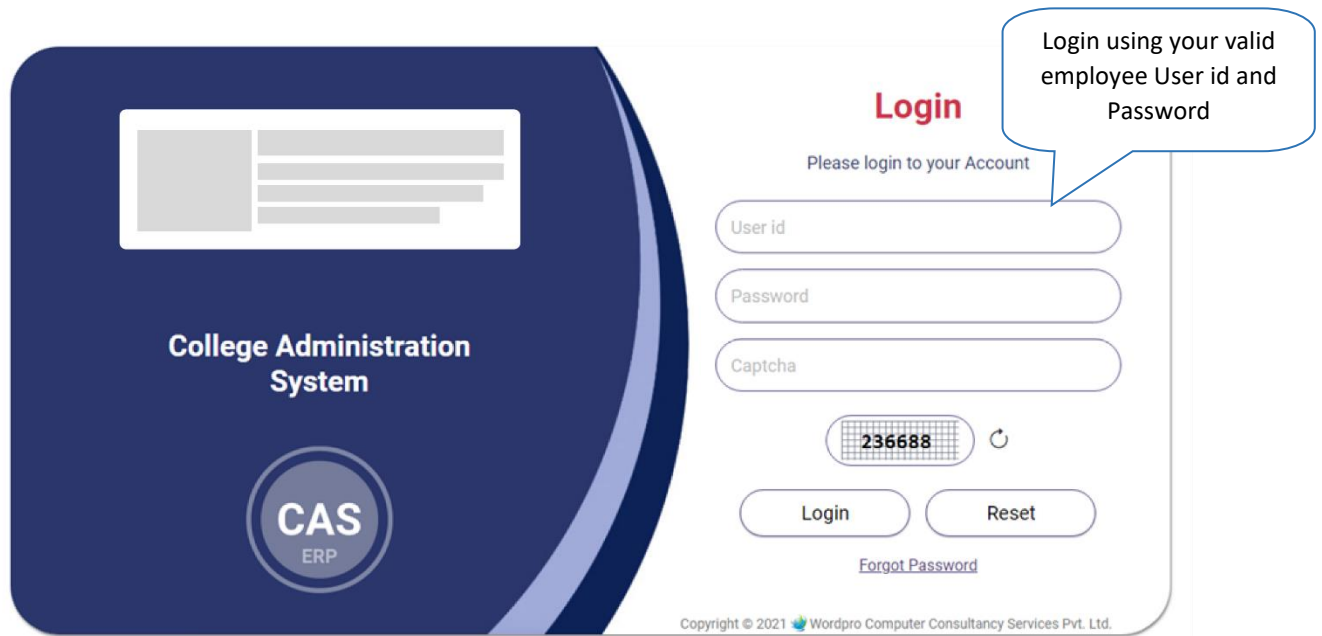 Login using your valid
employee User id and
Password
College Administration
System
CAS
ERP
Login
Please login to your Account
User id
Password
Captcha
236688
Login
Reset
Forgot Password
Copyright © 2021 Wordpro Computer Consultancy Services Pvt. Ltd.